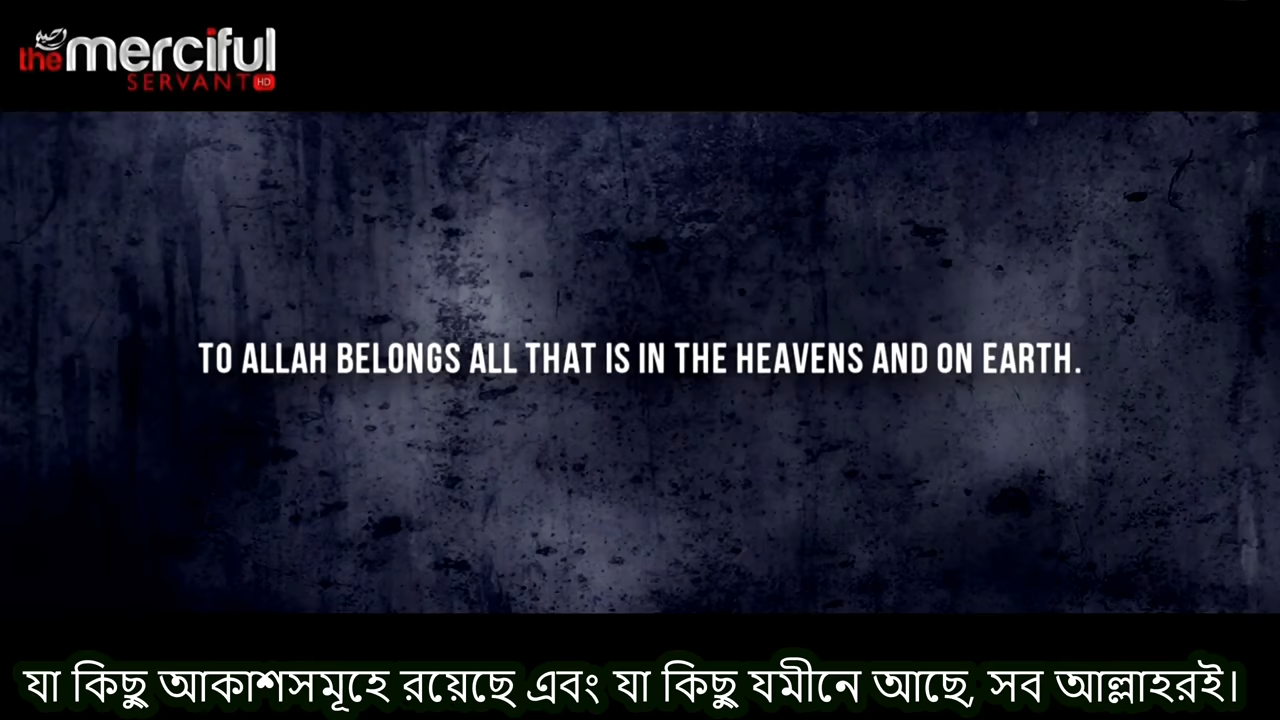 the merciful
SERVANT HD
TO ALLAH BELONGS ALL THAT IS IN THE HEAVENS AND ON EARTH.
যা কিছু আকাশসমূহে রয়েছে এবং যা কিছু যমীনে আছে, সব আল্লাহরই।